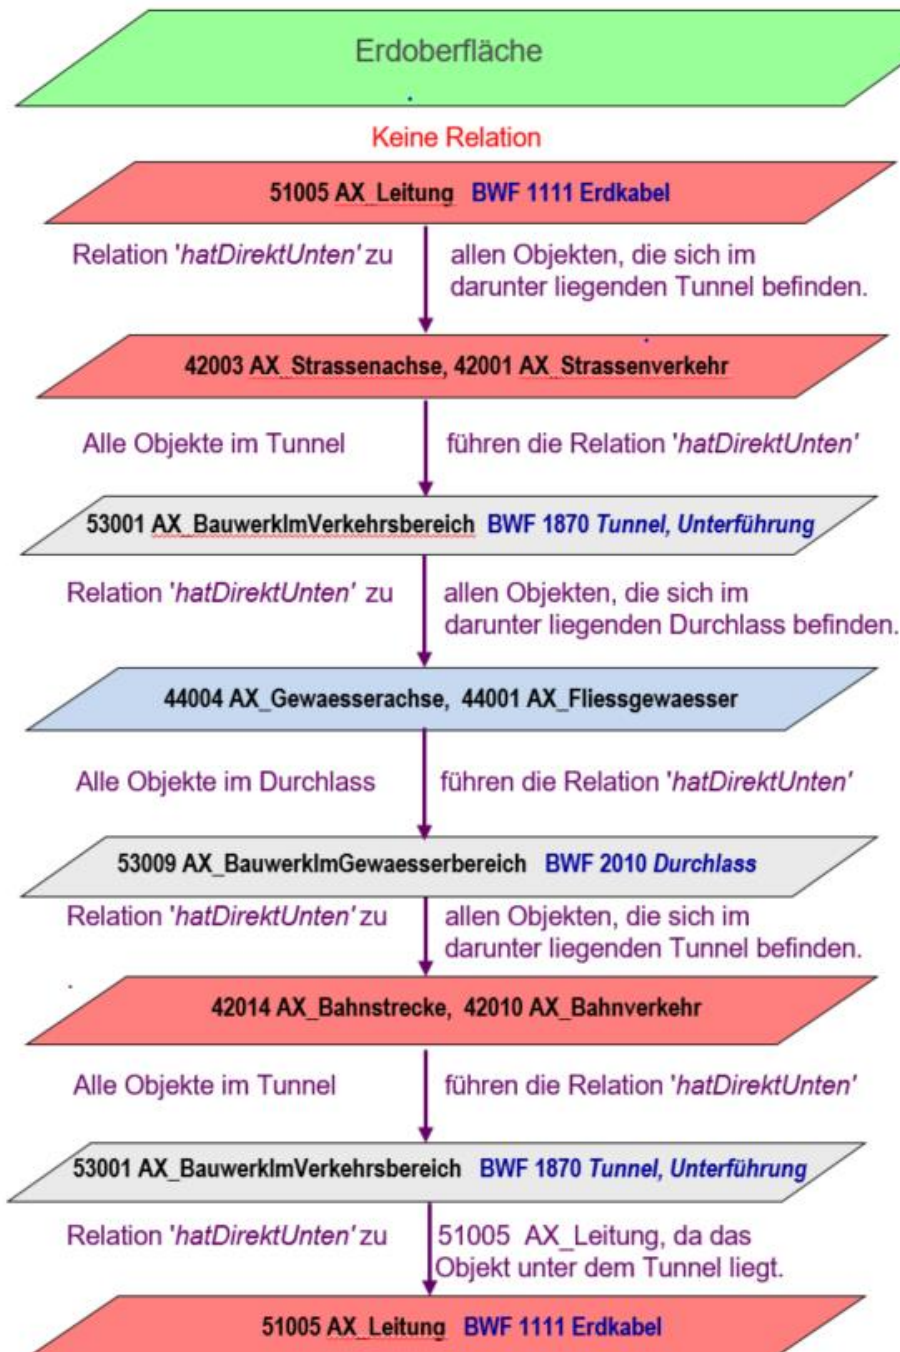 Erdoberfläche
Keine Relation
51005 AX_Leitung BWF 1111 Erdkabel
Relation 'hatDirektUnten' zu allen Objekten, die sich im
darunter liegenden Tunnel befinden.
42003 AX_Strassenachse, 42001 AX_Strassenverkehr
Alle Objekte im Tunnel führen die Relation 'hatDirektUnten'
53001 AX_BauwerkImVerkehrsbereich BWF 1870 Tunnel, Unterführung
Relation 'hatDirektUnten' zu allen Objekten, die sich im
darunter liegenden Durchlass befinden.
44004 AX_Gewaesserachse, 44001 AX_Fliessgewaesser
Alle Objekte im Durchlass führen die Relation 'hatDirektUnten'
53009 AX_BauwerkImGewaesserbereich BWF 2010 Durchlass
Relation 'hatDirektUnten' zu allen Objekten, die sich im
darunter liegenden Tunnel befinden.
42014 AX_Bahnstrecke, 42010 AX_Bahnverkehr
Alle Objekte im Tunnel führen die Relation 'hatDirektUnten'
53001 AX_BauwerkImVerkehrsbereich BWF 1870 Tunnel, Unterführung
Relation 'hatDirektUnten' zu 51005 AX_Leitung, da das
Objekt unter dem Tunnel liegt.
51005 AX_Leitung BWF 1111 Erdkabel